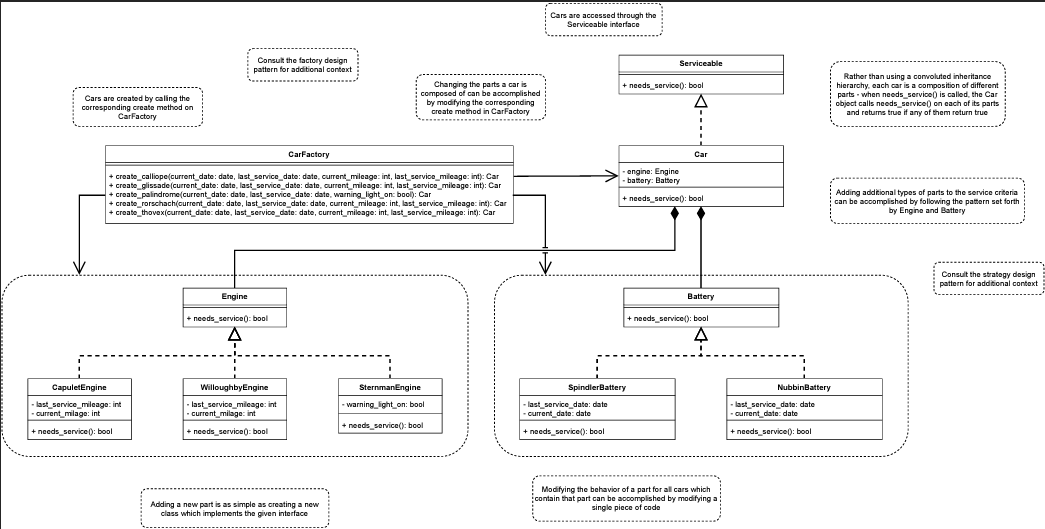 Cars are accessed through the
Serviceable interface
Consult the factory design
pattern for additional context
Cars are created by calling the
corresponding create method on
CarFactory
Changing the parts a car is
composed of can be accomplished
by modifying the corresponding
create method in CarFactory
Serviceable
+ needs_service(): bool
Rather than using a convoluted inheritance
hierarchy, each car is a composition of different
parts - when needs_service() is called, the Car
object calls needs_service() on each of its parts
and returns true if any of them return true
CarFactory
+ create_calliope(current_date: date, last_service_date: date, current_mileage: int, last_service_mileage: int): Car
+ create_glissade(current_date: date, last_service_date: date, current_mileage: int, last_service_mileage: int): Car
+ create_palindrome(current_date: date, last_service_date: date, warning_light_on: bool): Car
+ create_rorschach(current_date: date, last_service_date: date, current_mileage: int, last_service_mileage: int): Car
+ create_thovex(current_date: date, last_service_date: date, current_mileage: int, last_service_mileage: int): Car
Car
- engine: Engine
- battery: Battery
+ needs_service(): bool
Adding additional types of parts to the service criteria
can be accomplished by following the pattern set forth
by Engine and Battery
Consult the strategy design
pattern for additional context
Engine
+ needs_service(): bool
Battery
+ needs_service(): bool
CapuletEngine
- last_service_mileage: int
- current_milage: int
+ needs_service(): bool
WilloughbyEngine
- last_service_mileage: int
- current_milage: int
+ needs_service(): bool
SternmanEngine
- warning_light_on: bool
+ needs_service(): bool
SpindlerBattery
- last_service_date: date
- current_date: date
+ needs_service(): bool
NubbinBattery
- last_service_date: date
- current_date: date
+ needs_service(): bool
Adding a new part is as simple as creating a new
class which implements the given interface
Modifying the behavior of a part for all cars which
contain that part can be accomplished by modifying a
single piece of code